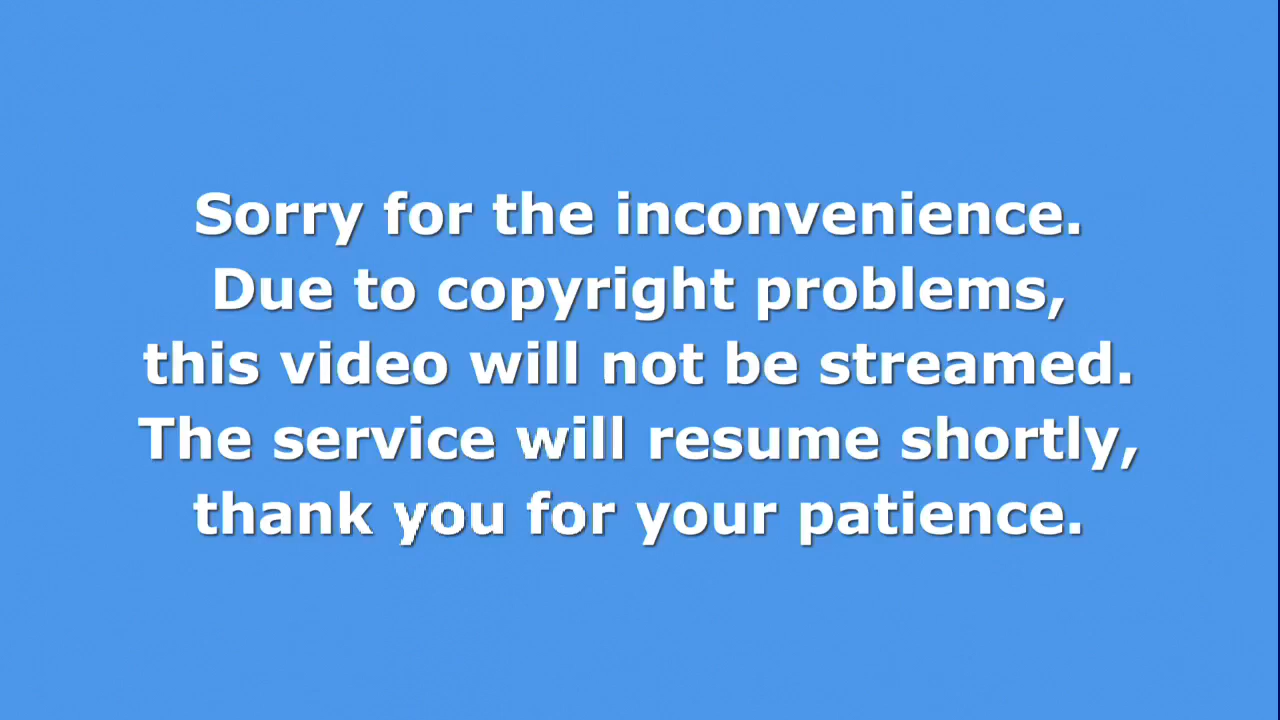 Sorry for the inconvenience.
Due to copyright problems,
this video will not be streamed.
The service will resume shortly,
thank you for your patience.